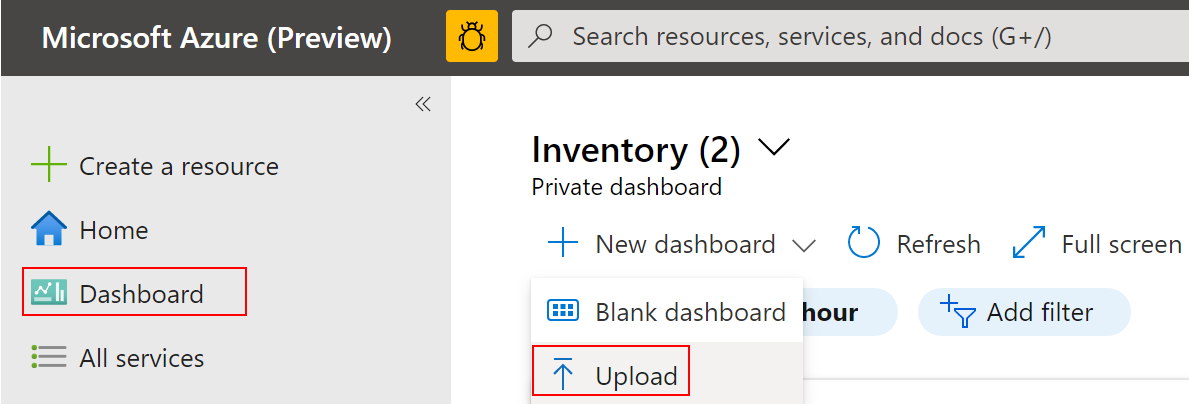 Microsoft Azure (Preview)
Search resources, services, and docs (G+/)
«
Create a resource
Home
Dashboard
All services
Inventory (2)
Private dashboard
New dashboard
Refresh
Full screen
Blank dashboard
hour
Add filter
Upload